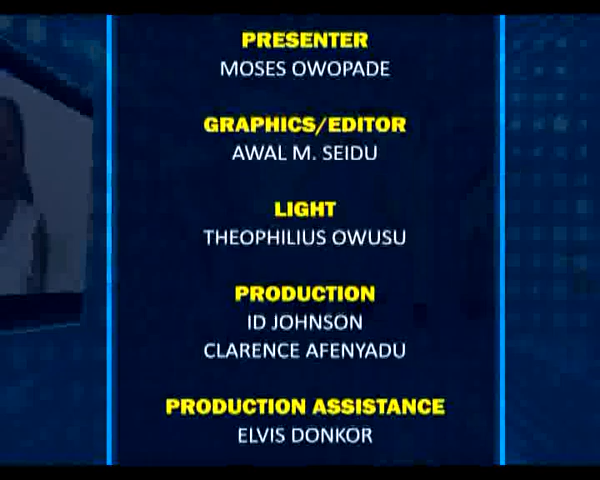 PRESENTER
MOSES OWOPADE
GRAPHICS/EDITOR
AWAL M. SEIDU
LIGHT
THEOPHILIUS OWUSU
PRODUCTION
ID JOHNSON
CLARENCE AFENYADU
PRODUCTION ASSISTANCE
ELVIS DONKOR